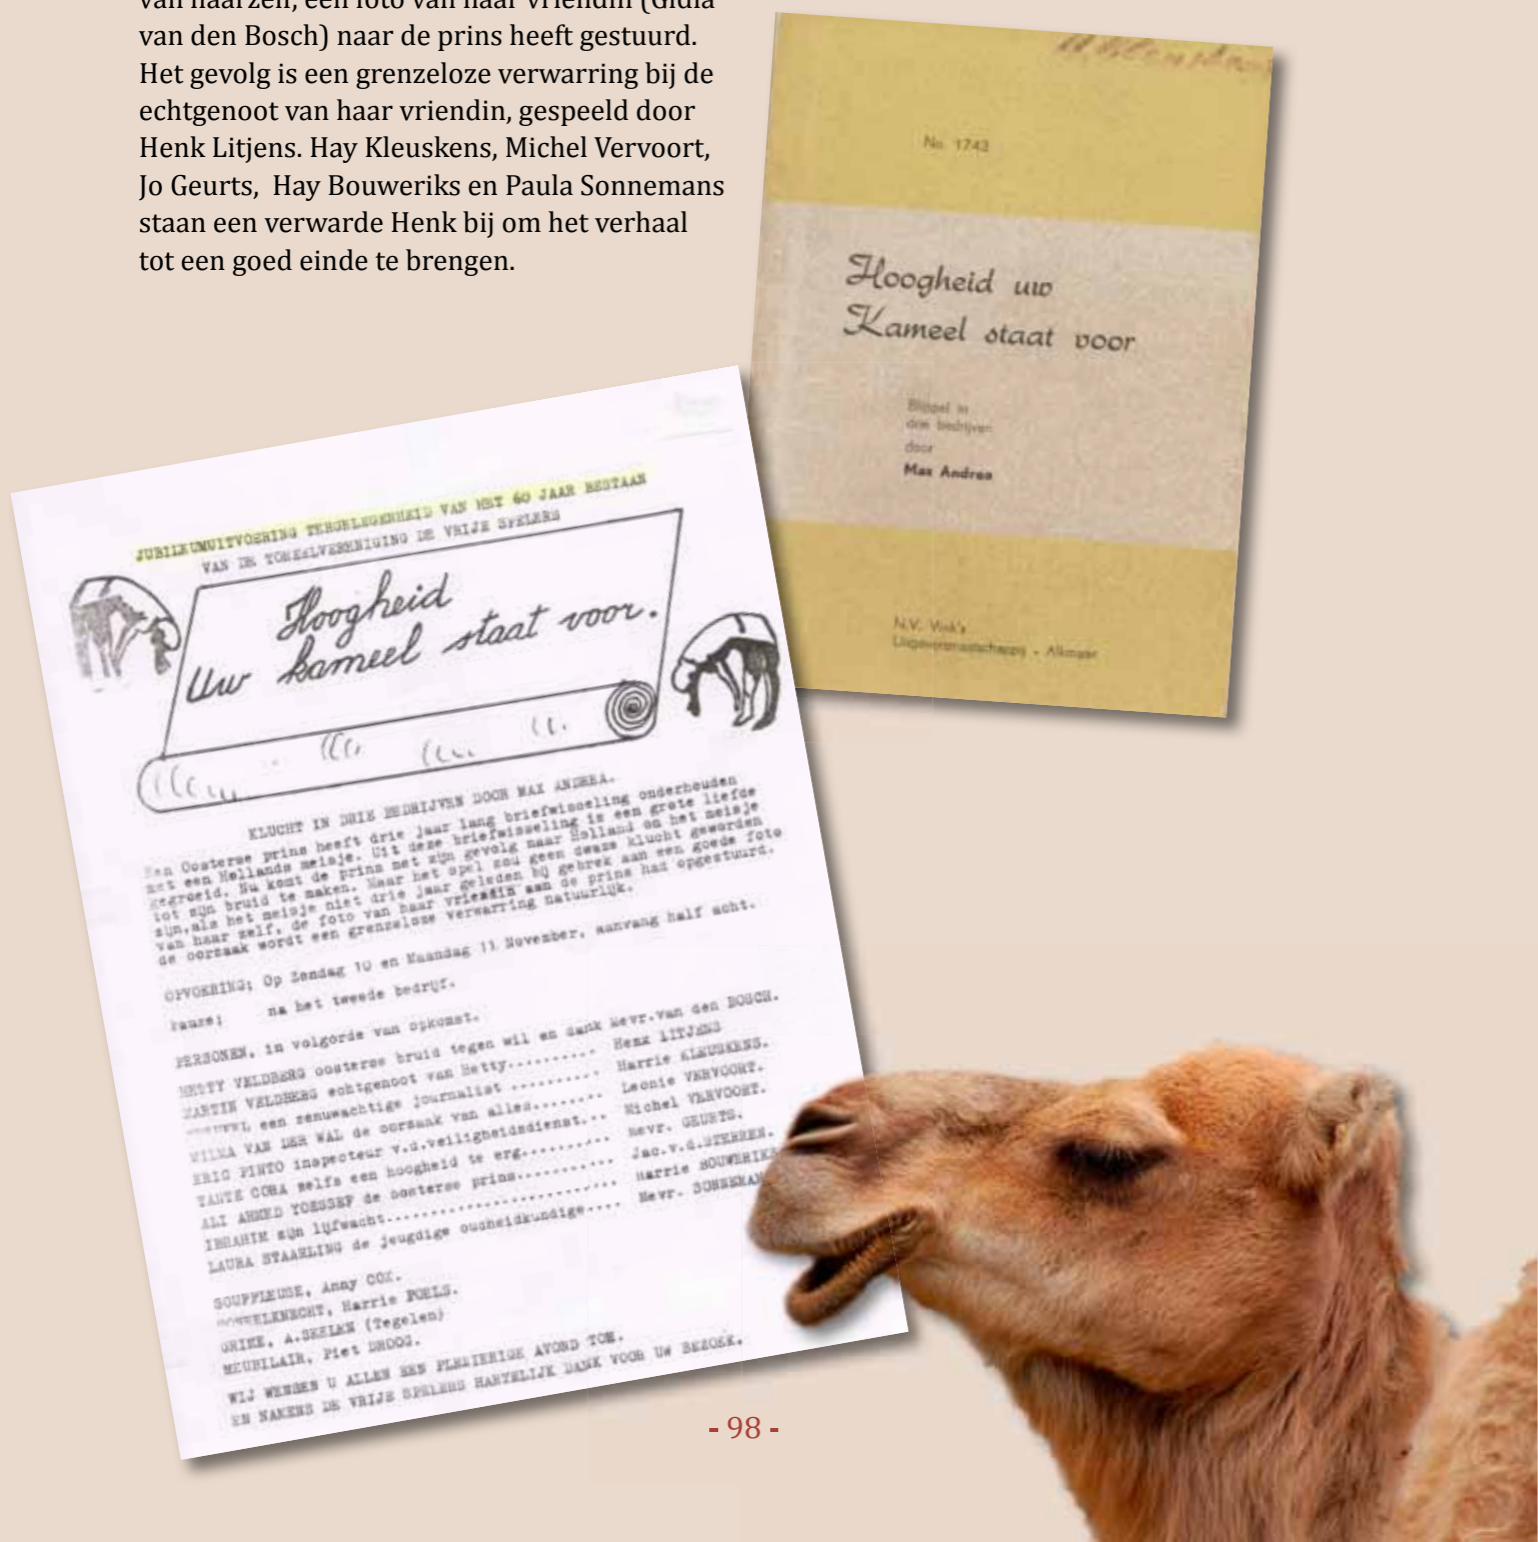 van haarzelf, een foto van haar vriendin (Gidia
van den Bosch) naar de prins heeft gestuurd.
Het gevolg is een grenzeloze verwarring bij de
echtgenoot van haar vriendin, gespeeld door
Henk Litjens. Hay Kleuskens, Michel Vervoort,
Jo Geurts, Hay Bouweriks en Paula Sonnemans
staan een verwarde Henk bij om het verhaal
tot een goed einde te brengen.
No. 1743
Hoogheid uw
Kameel staat voor
Blijspel in
drie bedrijven
door
Max Andrea
N.V. Vink's
Uitgeversmaatschappij - Alkmaar
JUBILEUMUITVOERING TERGELEGENHEID VAN HET 60 JAAR BESTAAN
VAN DE TONEELVERENIGING DE VRIJE SPELERS
Hoogheid
Uw kameel staat voor.
KLUCHT IN DRIE BEDRIJVEN DOOR MAX ANDREA.
Een Oosterse prins heeft drie jaar lang briefwisseling onderhouden
met een Hollands meisje. Uit deze briefwisseling is een grote liefde
gegroeid. Nu komt de prins met zijn gevolg naar Holland om het meisje
tot zijn bruid te maken. Maar het spel zou geen dwaze klucht geworden
zijn, als het meisje niet drie jaar geleden bij gebrek aan een goede foto
van haar zelf, de foto van haar vriendin aan de prins had opgestuurd.
de oorzaak wordt een grenzeloze verwarring natuurlijk.
OPVOERING; Op Zondag 10 en Maandag 11 November, aanvang half acht.
Pauze; na het tweede bedrijf.
PERSONEN, in volgorde van opkomst.
HETTY VELDBERG oosterse bruid tegen wil en dank Mevr.van den BOSCH.
MARTIN VELDBERG echtgenoot van Hetty.......... Henk LITJENS
een zenuwachtige journalist ......... Harrie KLEUSKENS.
WILMA VAN DER WAL de oorzaak van alles........ Leonie VERVOORT.
ERIC PINTO inspecteur v.d.veiligheidsdienst... Michel VERVOORT.
TANTE COBA zelfs een hoogheid te erg.......... Mevr. GEURTS.
ALI AHMED YOESSEF de oosterse prins........... Jac.v.d.STERREN.
IBRAHIM zijn lijfwacht........................ Harrie BOUWERIKS
LAURA STAARLING de jeugdige oudheidkundige.... Mevr. SONNEMAN
SOUFFLEUSE, Anny COX.
Harrie POELS.
GRIME, A.SEELEN (Tegelen)
MEUBILAIR, Piet DROOG.
WIJ WENSEN U ALLEN EEN PLEZIERIGE AVOND TOE.
EN NAMENS DE VRIJE SPELERS HARTELIJK DANK VOOR UW BEZOEK.
- 98 -